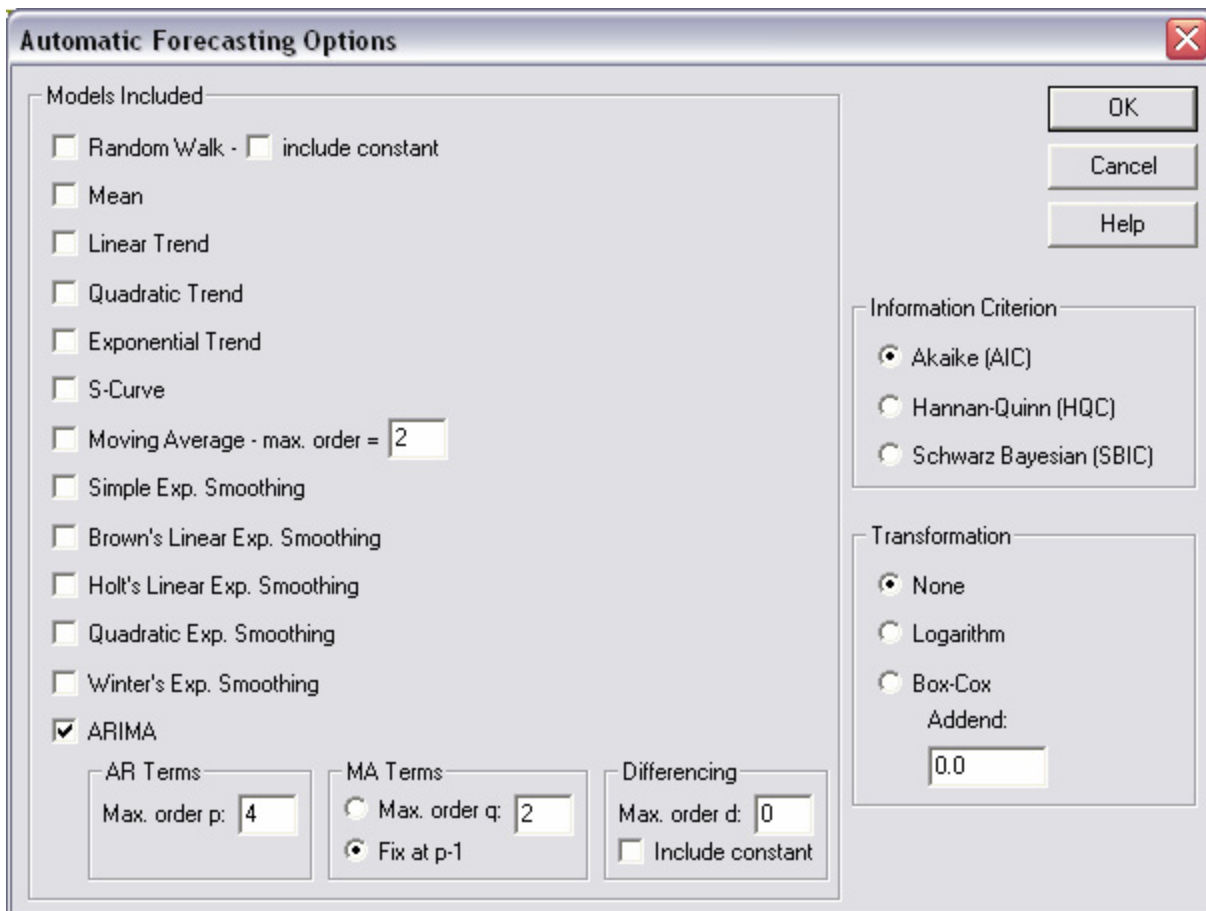 Automatic Forecasting Options
Models Included
Random Walk - include constant
Mean
Linear Trend
Quadratic Trend
Exponential Trend
S-Curve
Moving Average - max. order = 2
Simple Exp. Smoothing
Brown's Linear Exp. Smoothing
Holt's Linear Exp. Smoothing
Quadratic Exp. Smoothing
Winter's Exp. Smoothing
ARIMA
AR Terms
Max. order p: 4
MA Terms
Max. order q: 2
Fix at p-1
Differencing
Max. order d: 0
Include constant
OK
Cancel
Help
Information Criterion
Akaike (AIC)
Hannan-Quinn (HQC)
Schwarz Bayesian (SBIC)
Transformation
None
Logarithm
Box-Cox
Addend:
0.0